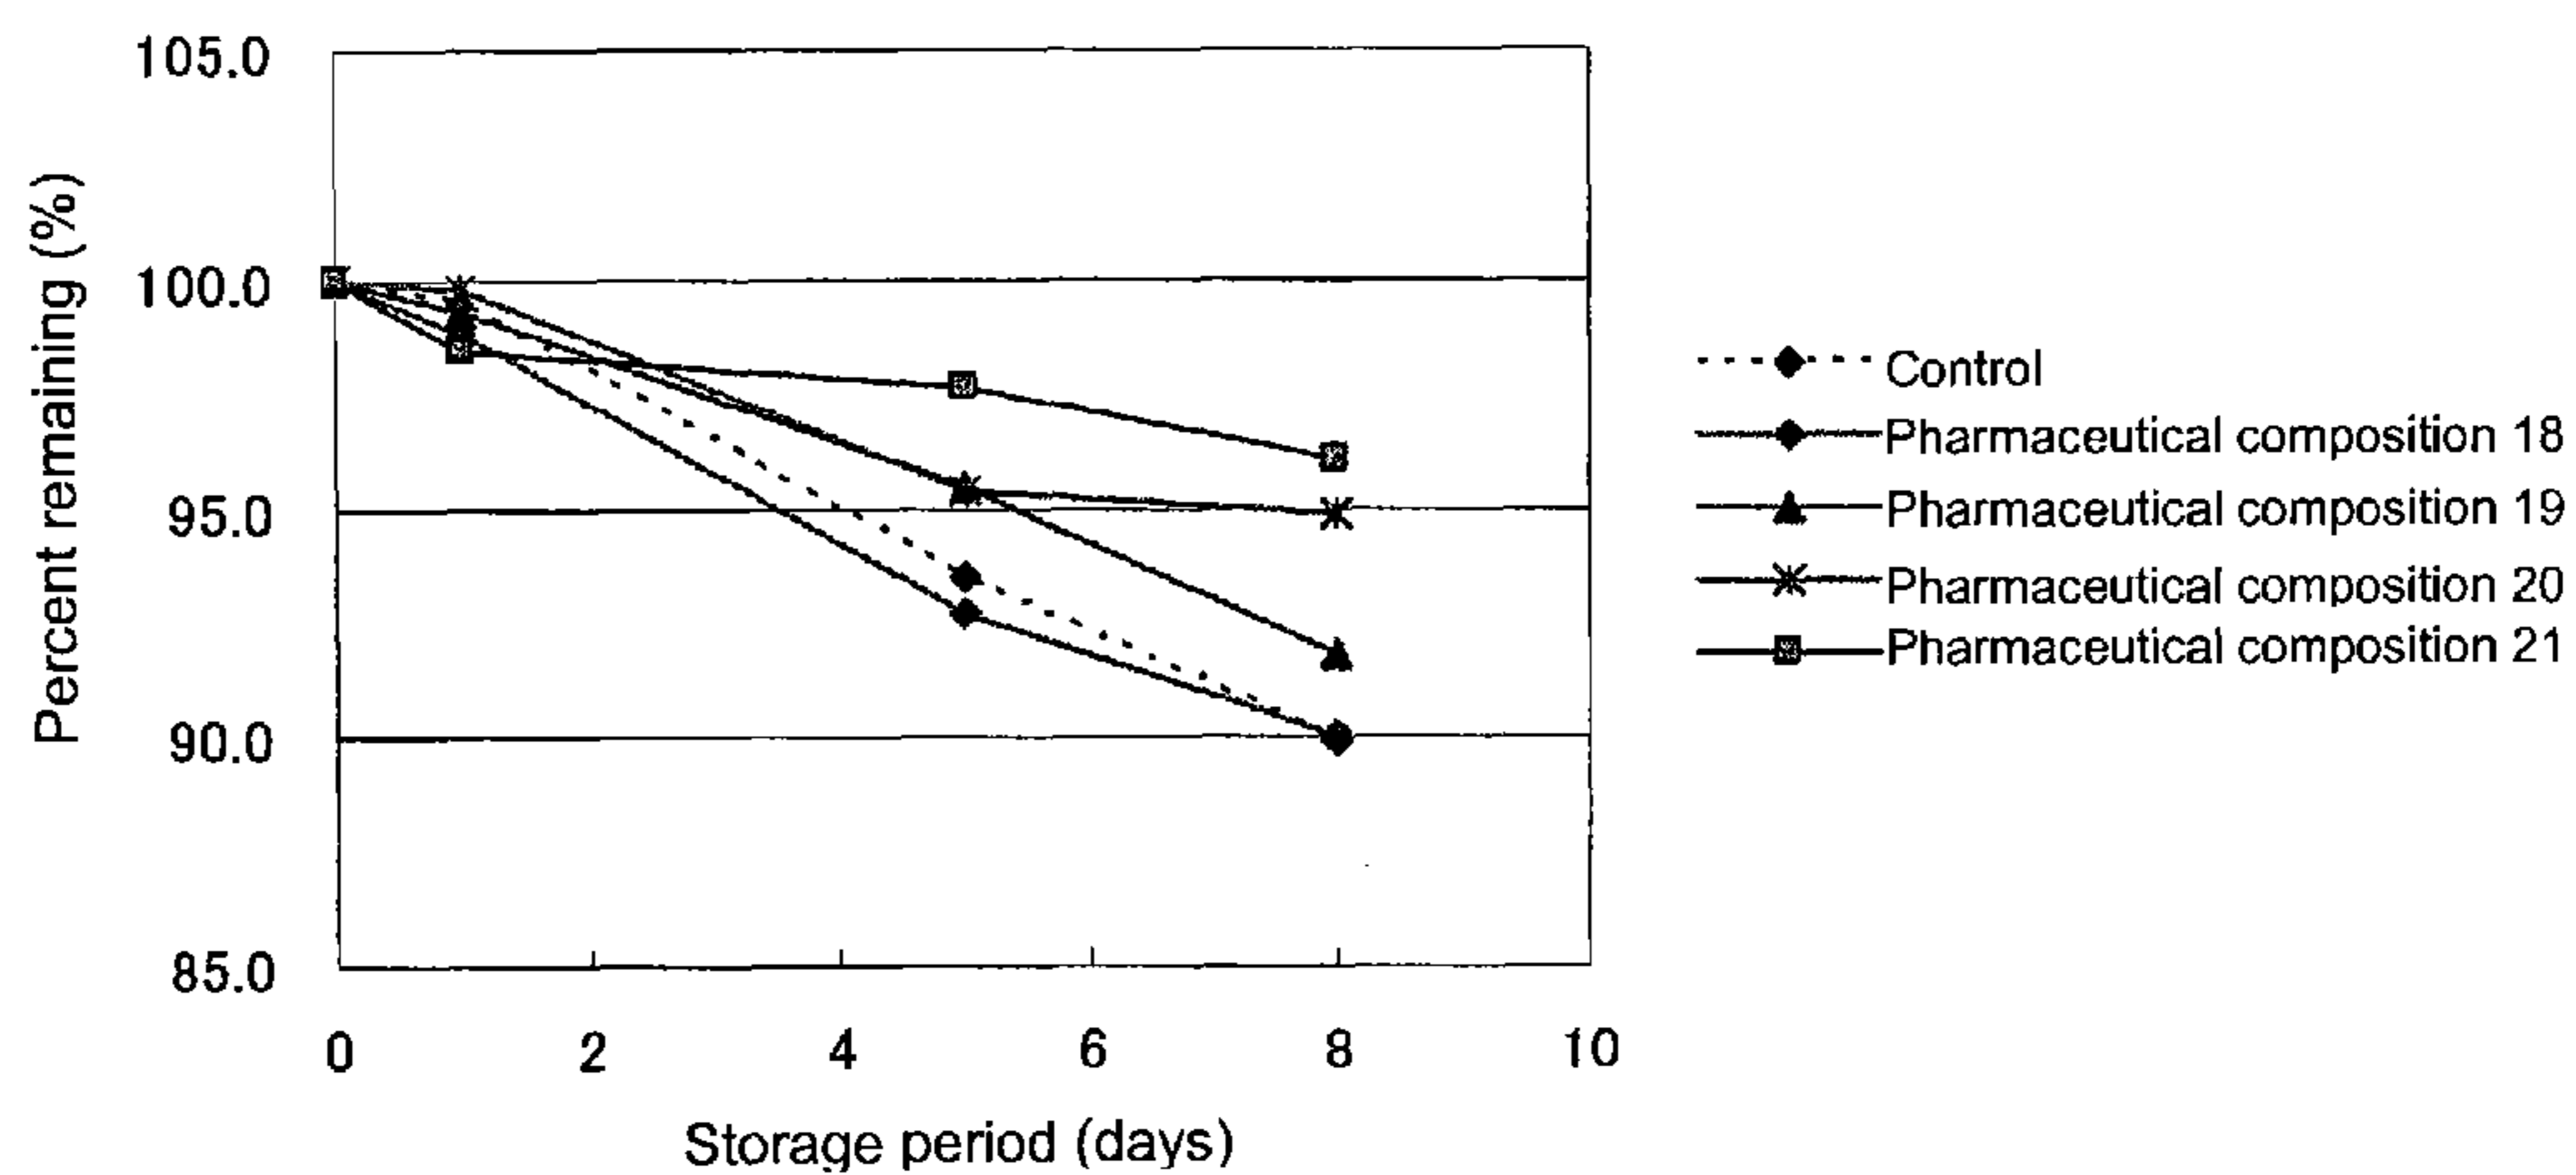 Percent remaining (%)
105.0
100.0
95.0
90.0
85.0
0 2 4 6 8 10
Storage period (days)
Control
Pharmaceutical composition 18
Pharmaceutical composition 19
Pharmaceutical composition 20
Pharmaceutical composition 21